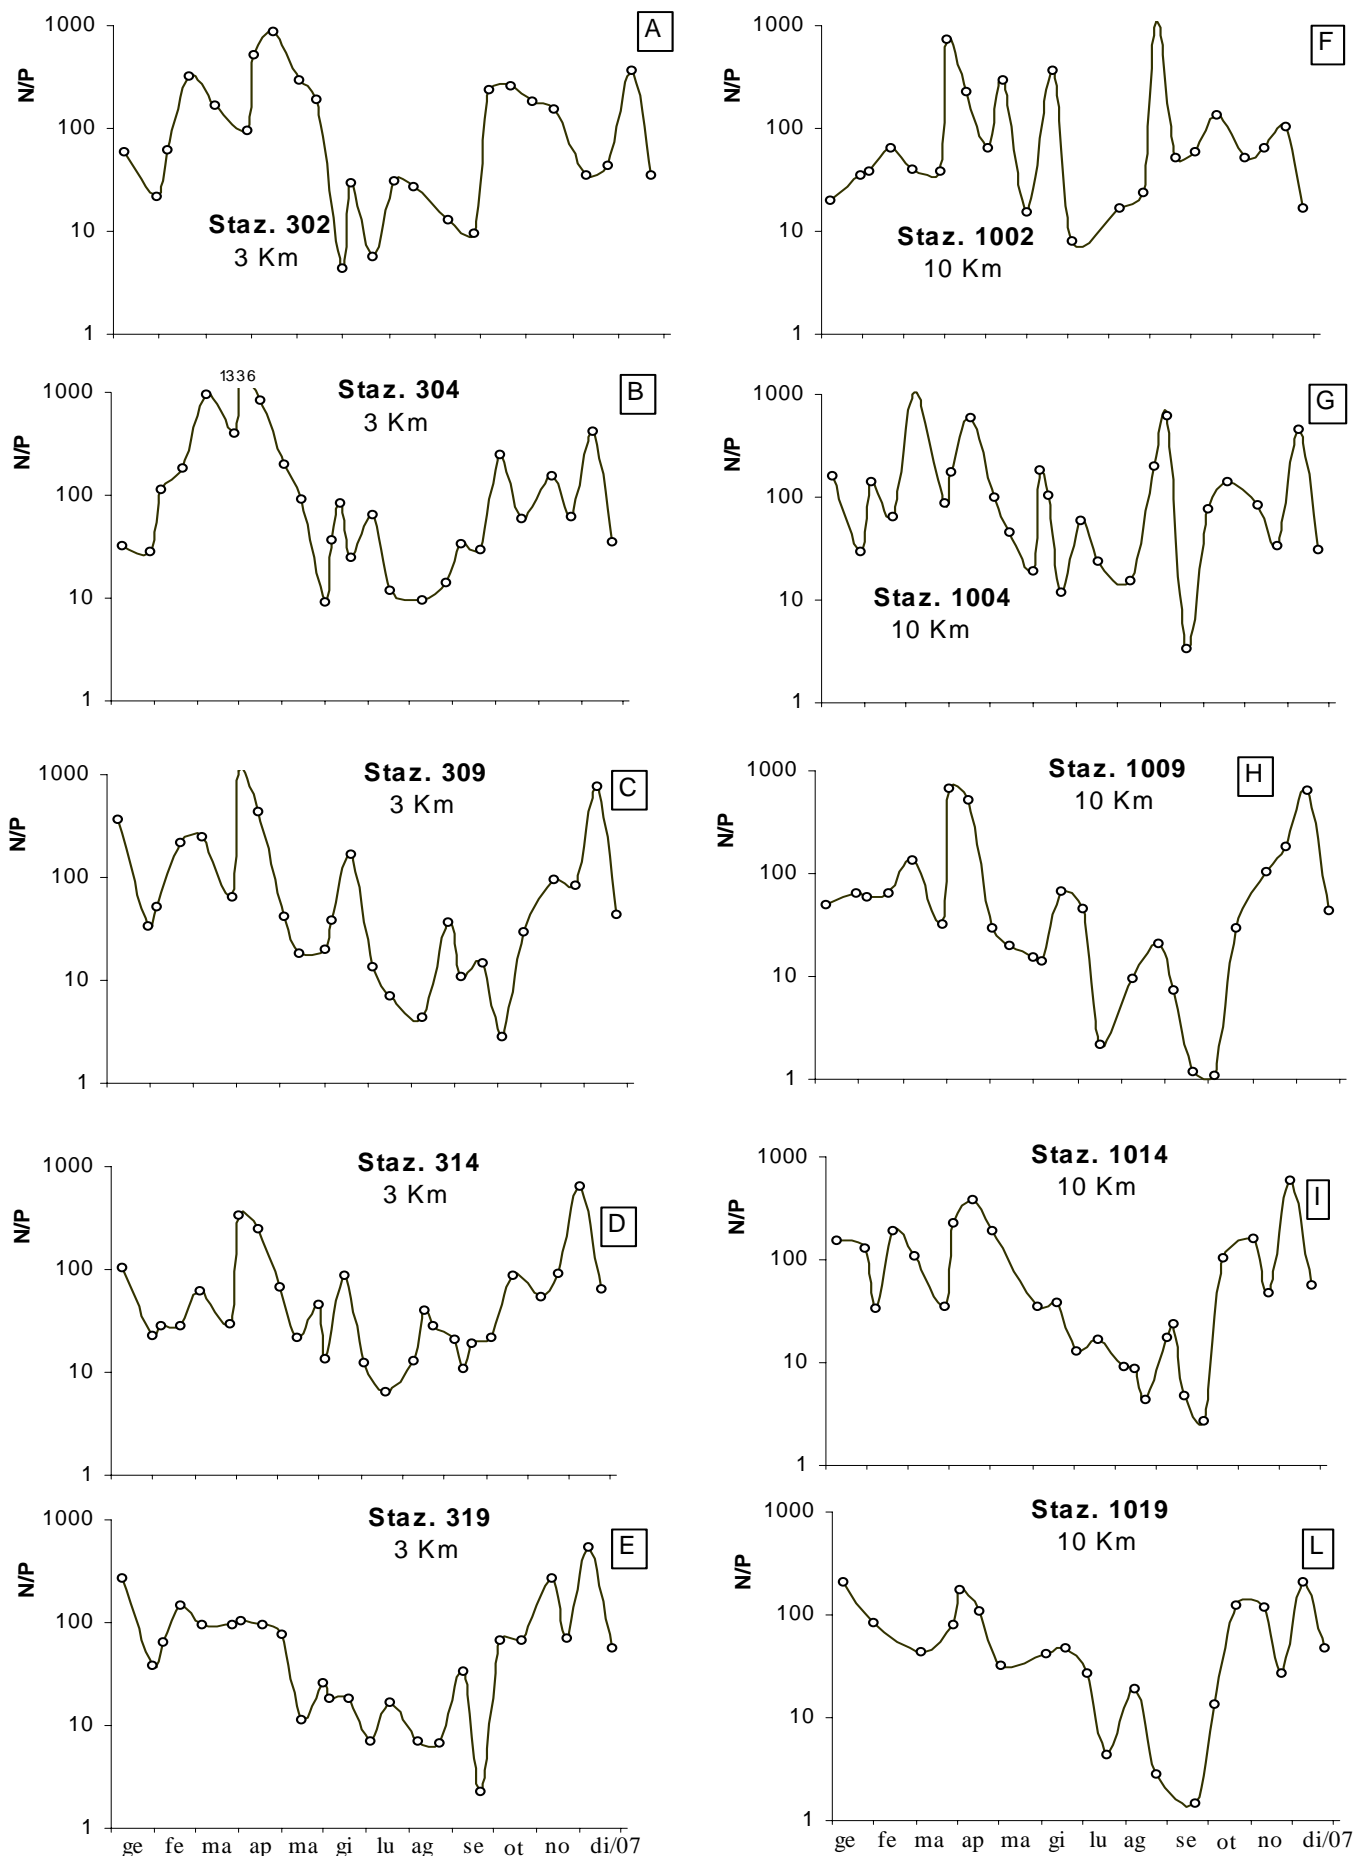 A
1000
N/P
100
10
1
Staz. 302
3 Km
F
1000
N/P
100
10
1
Staz. 1002
10 Km
B
1336
1000
N/P
100
10
1
Staz. 304
3 Km
G
1000
N/P
100
10
1
Staz. 1004
10 Km
C
1000
N/P
100
10
1
Staz. 309
3 Km
H
1000
N/P
100
10
1
Staz. 1009
10 Km
D
1000
N/P
100
10
1
Staz. 314
3 Km
I
1000
N/P
100
10
1
Staz. 1014
10 Km
E
1000
N/P
100
10
1
Staz. 319
3 Km
ge fe ma ap ma gi lu ag se ot no di/07
L
1000
N/P
100
10
1
Staz. 1019
10 Km
ge fe ma ap ma gi lu ag se ot no di/07